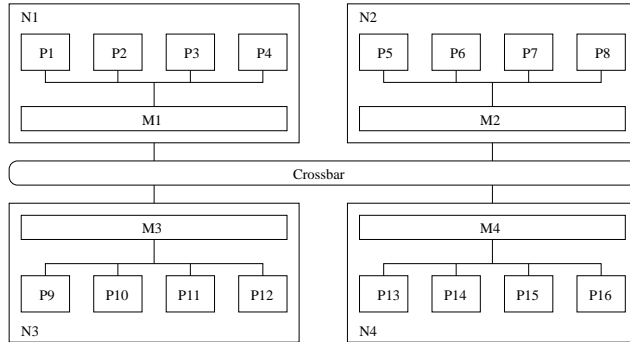 N1 N2
P1 P2 P3 P4 P5 P6 P7 P8
M1 M2
Crossbar
M3 M4
P9 P10 P11 P12 P13 P14 P15 P16
N3 N4